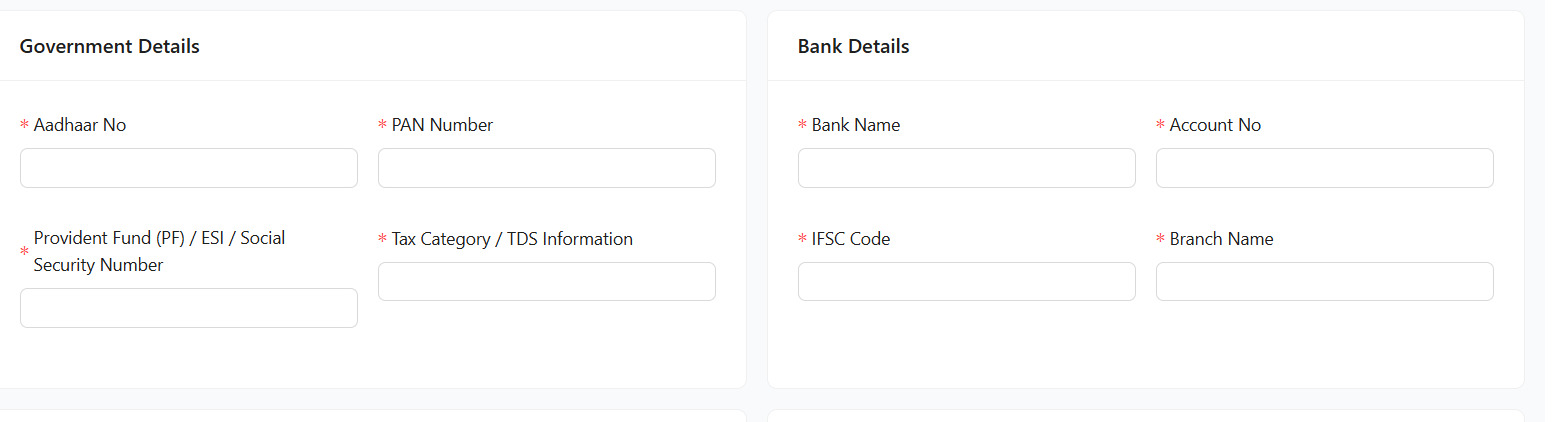 Government Details
* Aadhaar No
* PAN Number
* Provident Fund (PF) / ESI / Social
Security Number
* Tax Category / TDS Information
Bank Details
* Bank Name
* Account No
* IFSC Code
* Branch Name